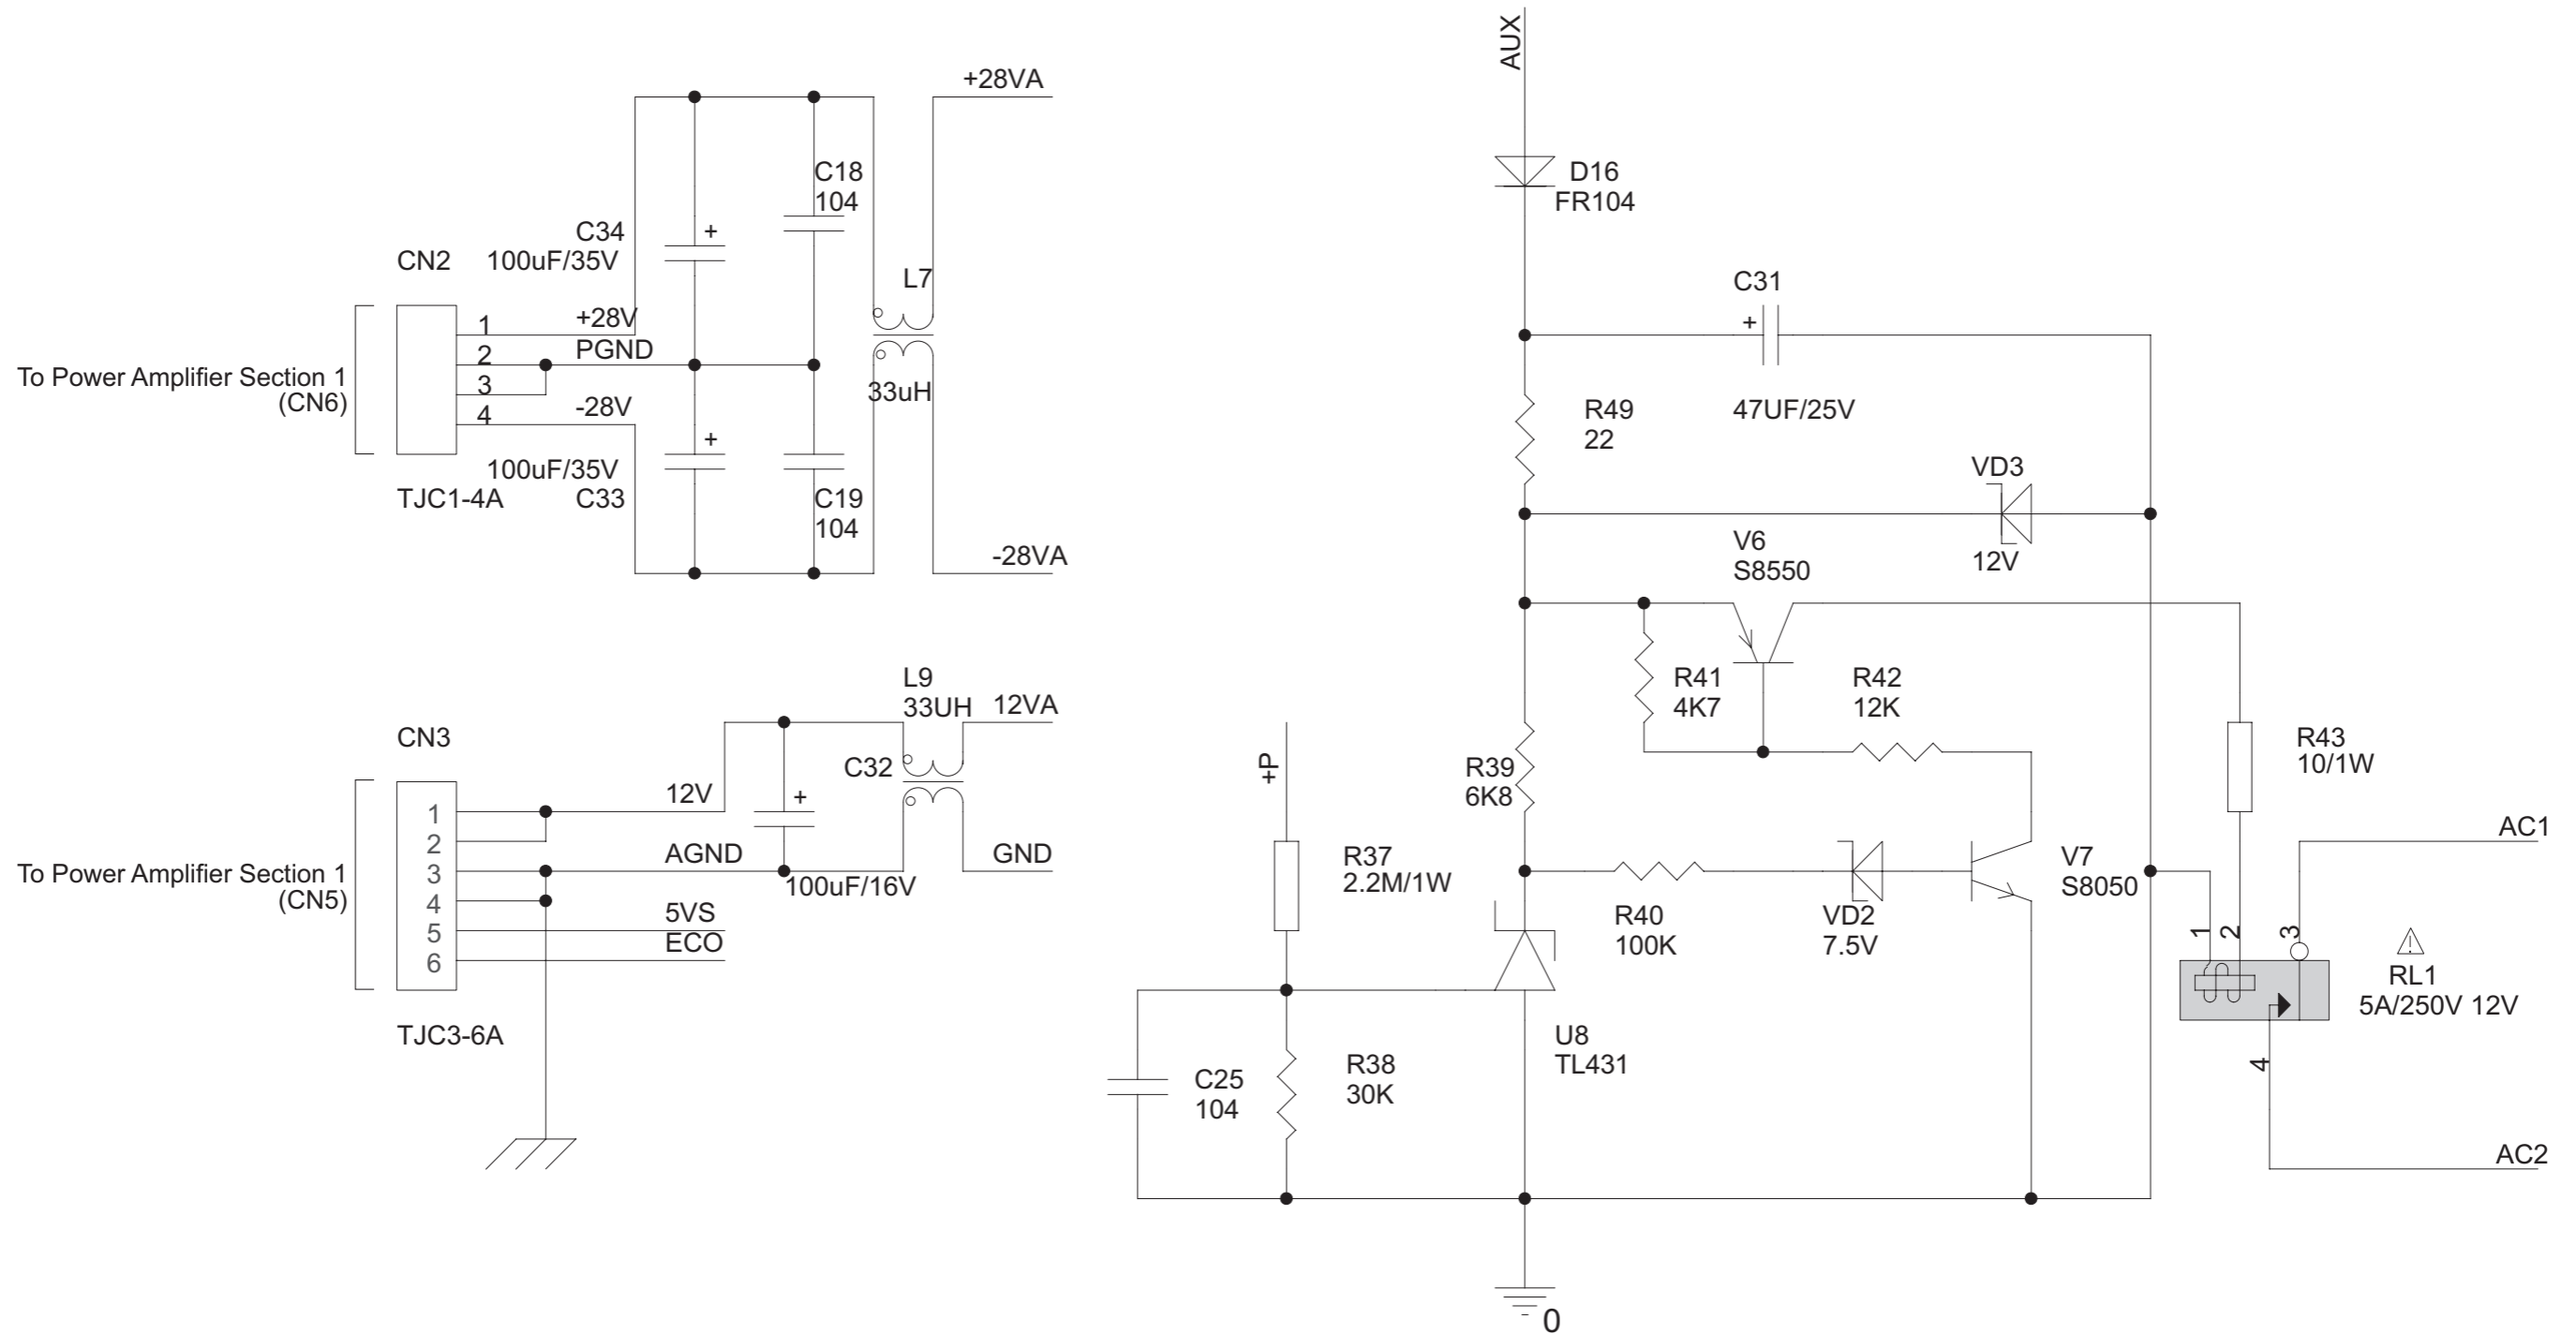 +28VA
C18
104
C34
100uF/35V
CN2
L7
1
+28V
2
PGND
3
4
-28V
33uH
To Power Amplifier Section 1
(CN6)
TJC1-4A
100uF/35V
C33
C19
104
-28VA
L9
33UH
12VA
CN3
C32
+
12V
1
2
3
4
5
6
AGND
GND
100uF/16V
5VS
ECO
To Power Amplifier Section 1
(CN5)
TJC3-6A
+
+
AUX
D16
FR104
C31
+
47UF/25V
R49
22
VD3
12V
V6
S8550
R41
4K7
R42
12K
R43
10/1W
R39
6K8
+P
R37
2.2M/1W
R40
100K
VD2
7.5V
V7
S8050
AC1
1
2
3
RL1
5A/250V 12V
4
AC2
U8
TL431
C25
104
R38
30K
0